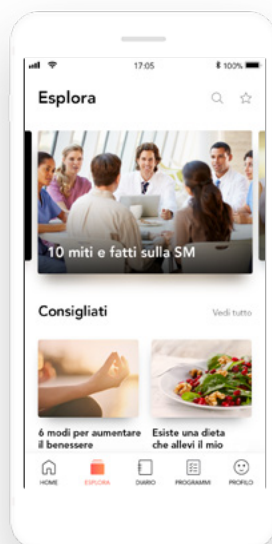 17:05
100%
Esplora
10 miti e fatti sulla SM
Consigliati
Vedi tutto
6 modi per aumentare
il benessere
Esiste una dieta
che allevi il mio
HOME
ESPLORA
DIARIO
PROGRAMMI
PROFILO